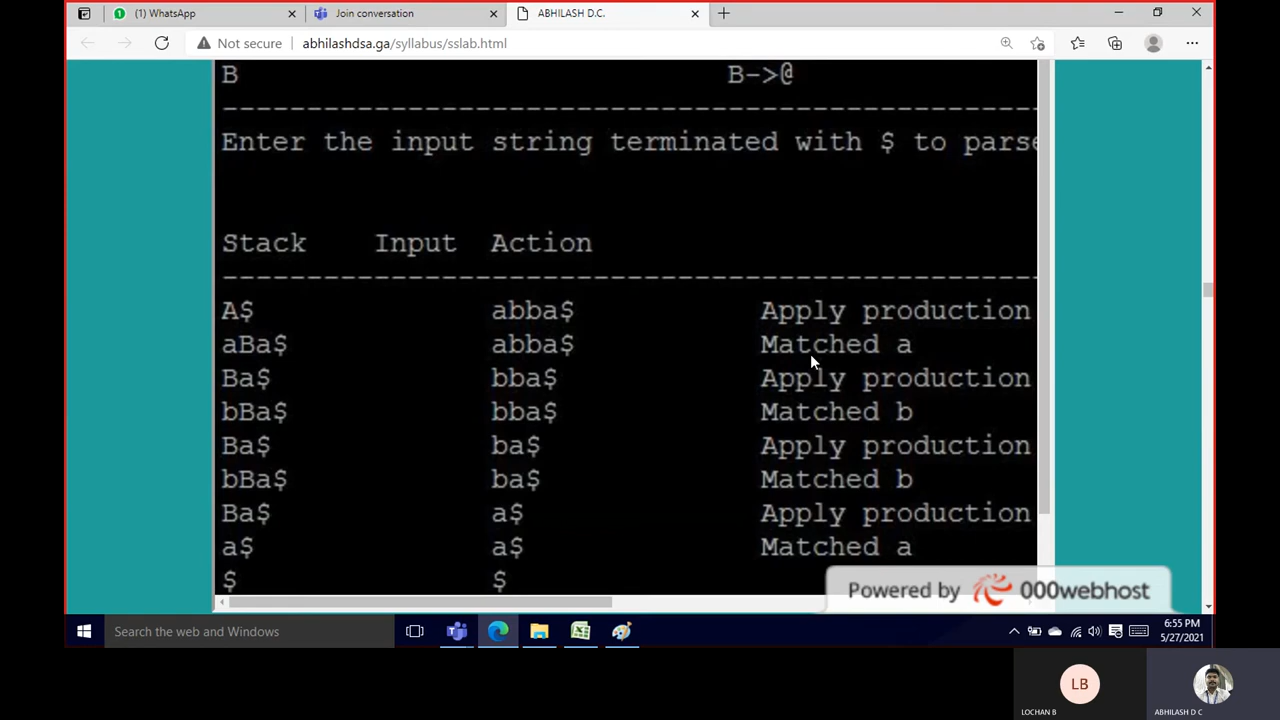 (1) WhatsApp
Join conversation
ABHILASH D.C.
Not secure | abhilashdsa.ga/syllabus/sslab.html
B B->@
Enter the input string terminated with $ to parse
Stack Input Action
A$ abba$ Apply production
aBa$ abba$ Matched a
Ba$ bba$ Apply production
bBa$ bba$ Matched b
Ba$ ba$ Apply production
bBa$ ba$ Matched b
Ba$ a$ Apply production
a$ a$ Matched a
$ $
Powered by 000webhost
Search the web and Windows
6:55 PM
5/27/2021
LB
LOCHAN B
ABHILASH D C